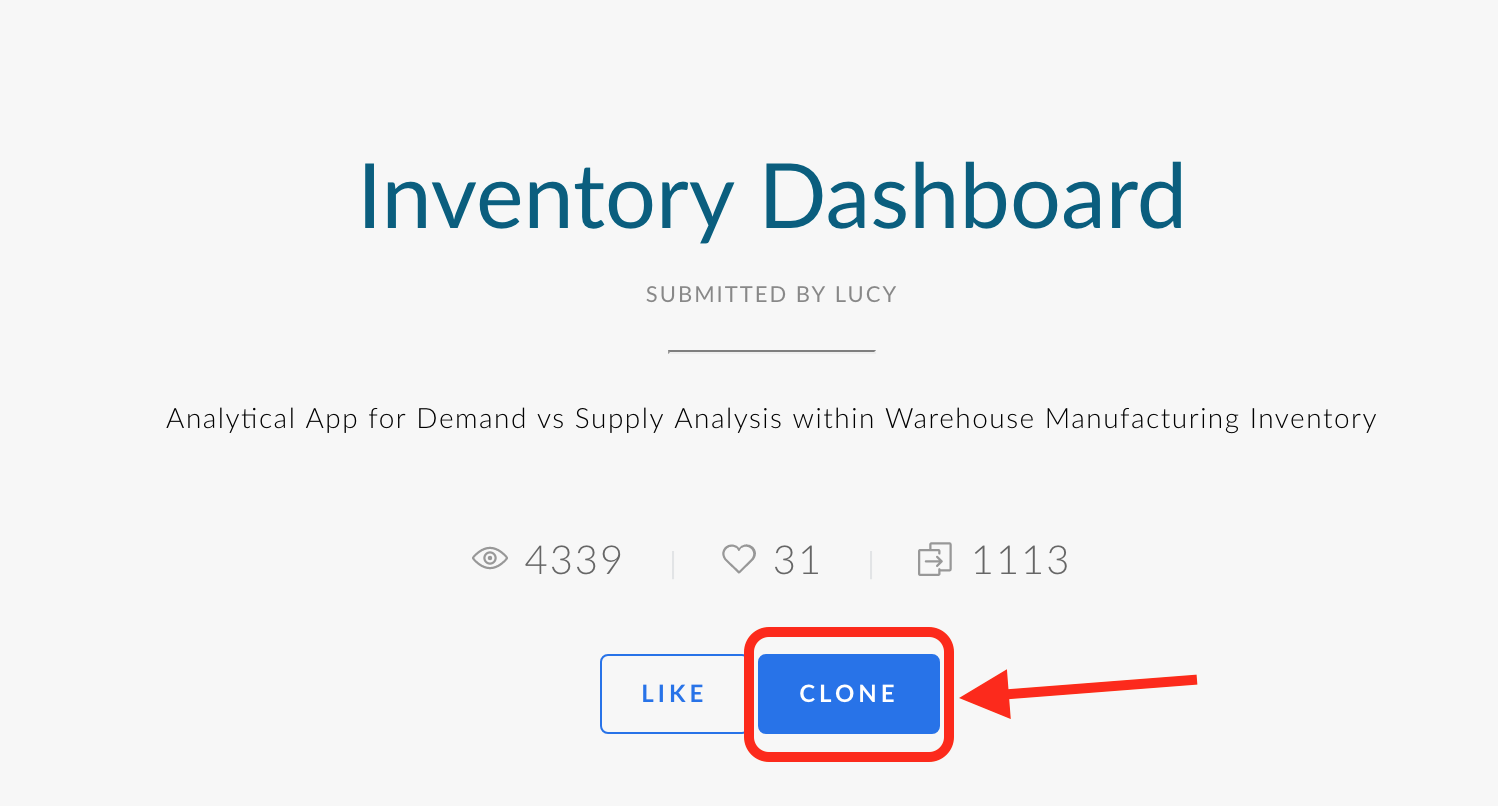 Inventory Dashboard
SUBMITTED BY LUCY
Analytical App for Demand vs Supply Analysis within Warehouse Manufacturing Inventory
4339 31 1113
LIKE CLONE